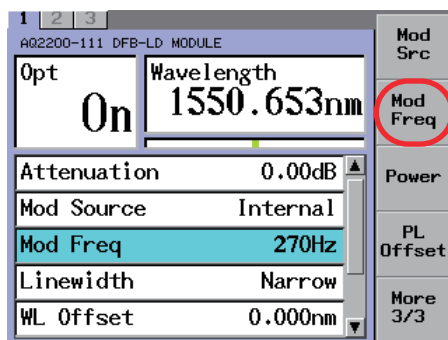 1 2 3
AQ2200-111 DFB-LD MODULE
Opt
On
Wavelength
1550.653nm
Attenuation 0.00dB
Mod Source Internal
Mod Freq 270Hz
Linewidth Narrow
WL Offset 0.000nm
Mod
Src
Mod
Freq
Power
PL
Offset
More
3/3